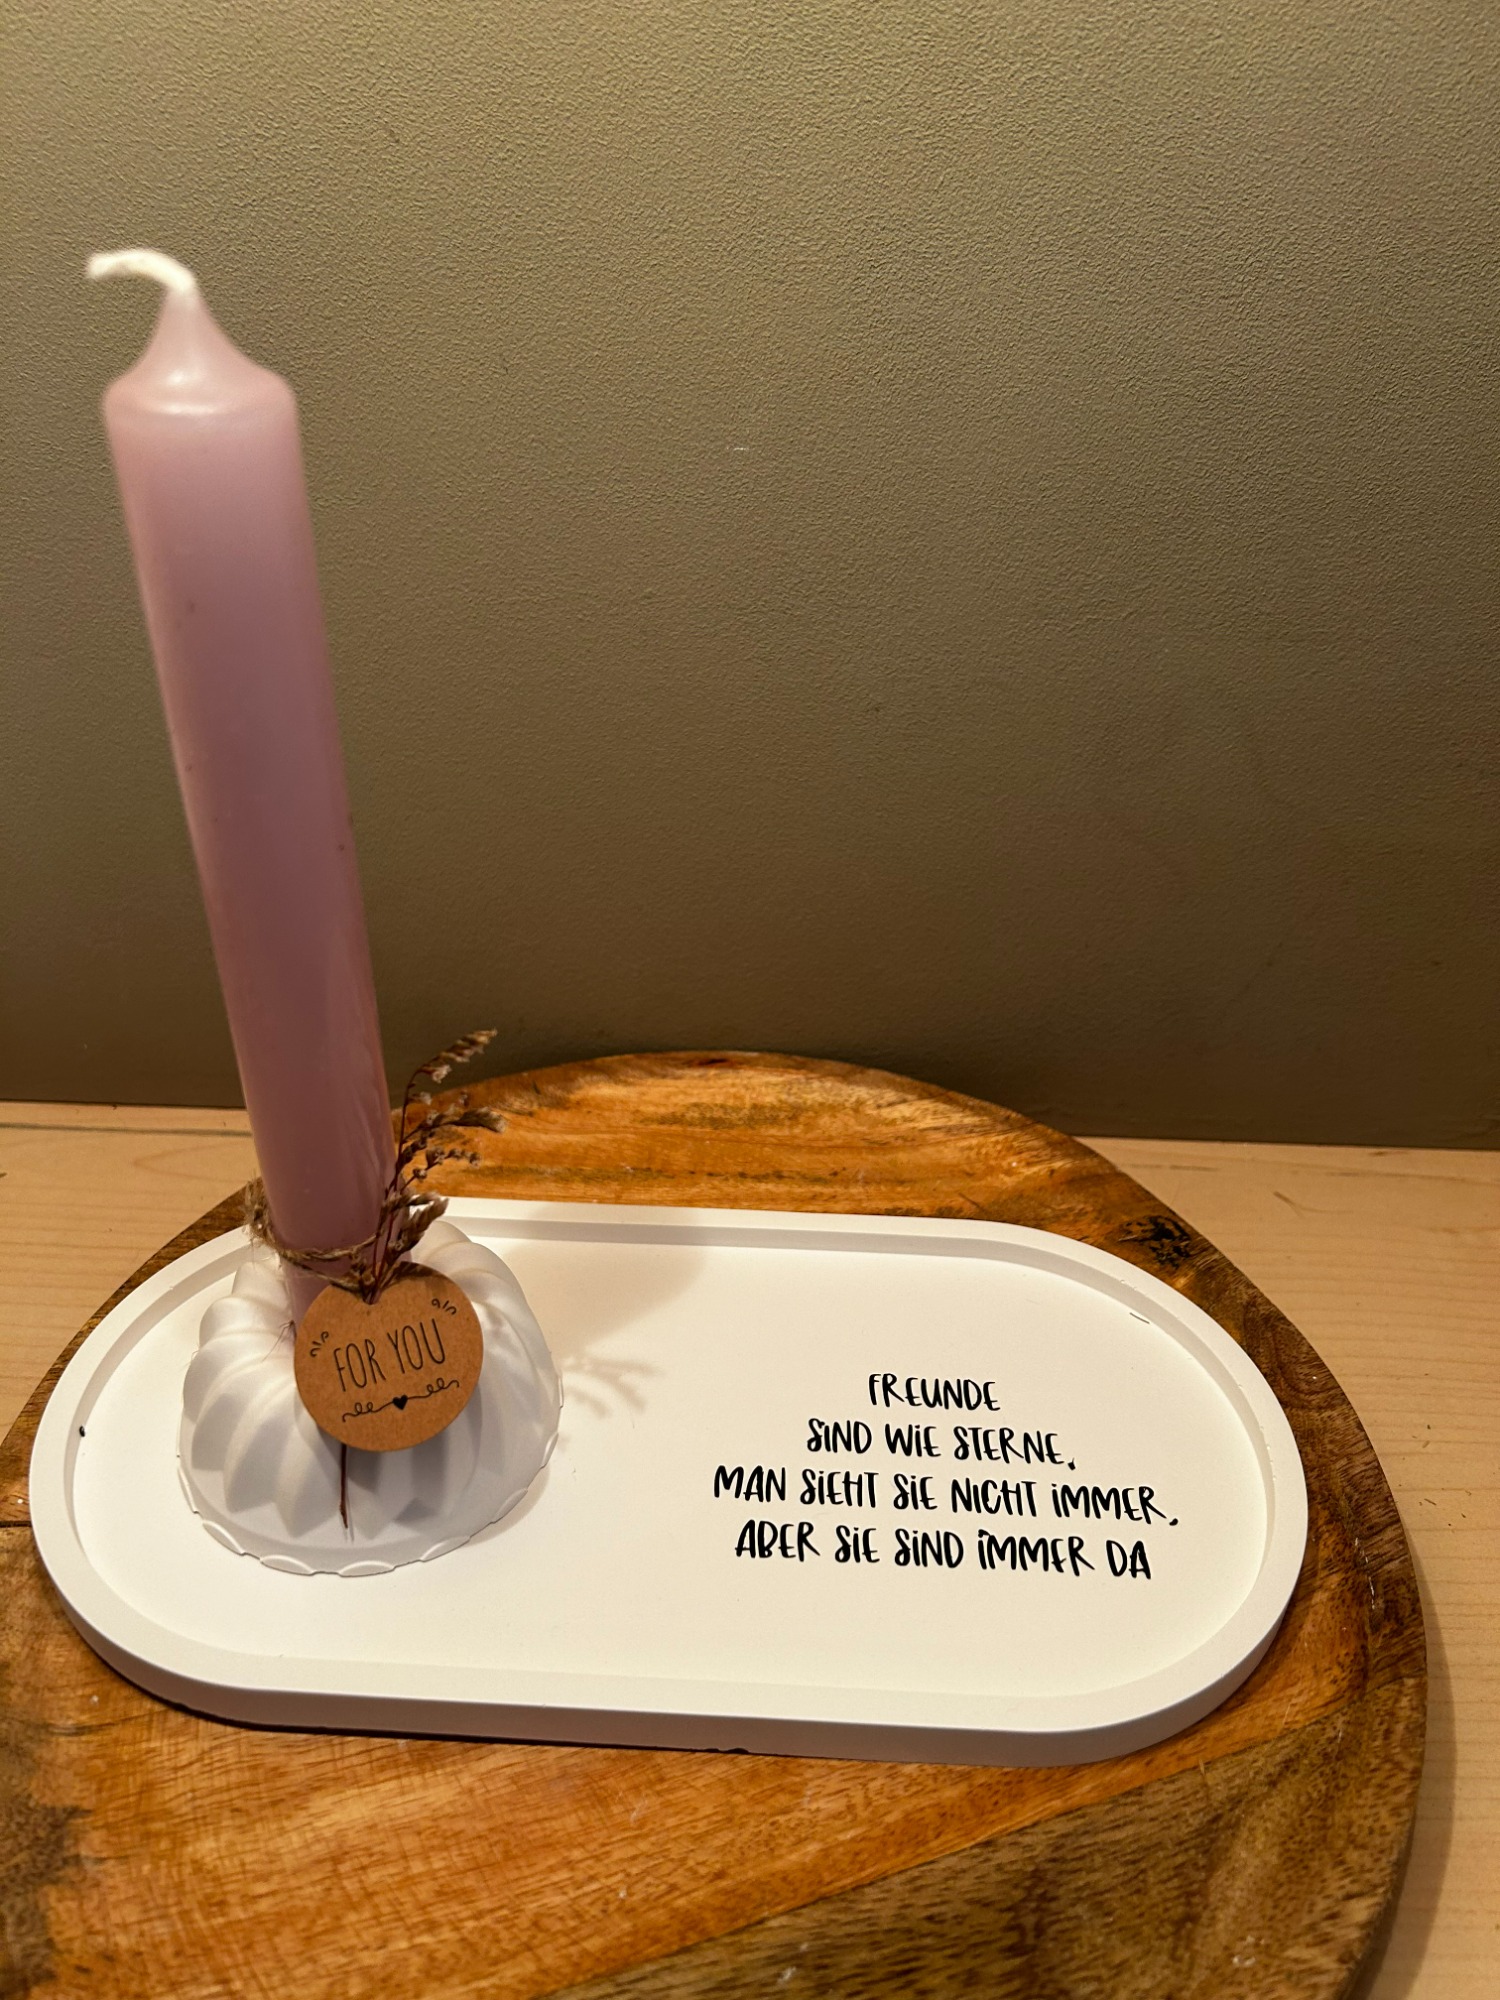 FOR YOU
FREUNDE
SIND WIE STERNE,
MAN SIEHT SIE NICHT IMMER,
ABER SIE SIND IMMER DA